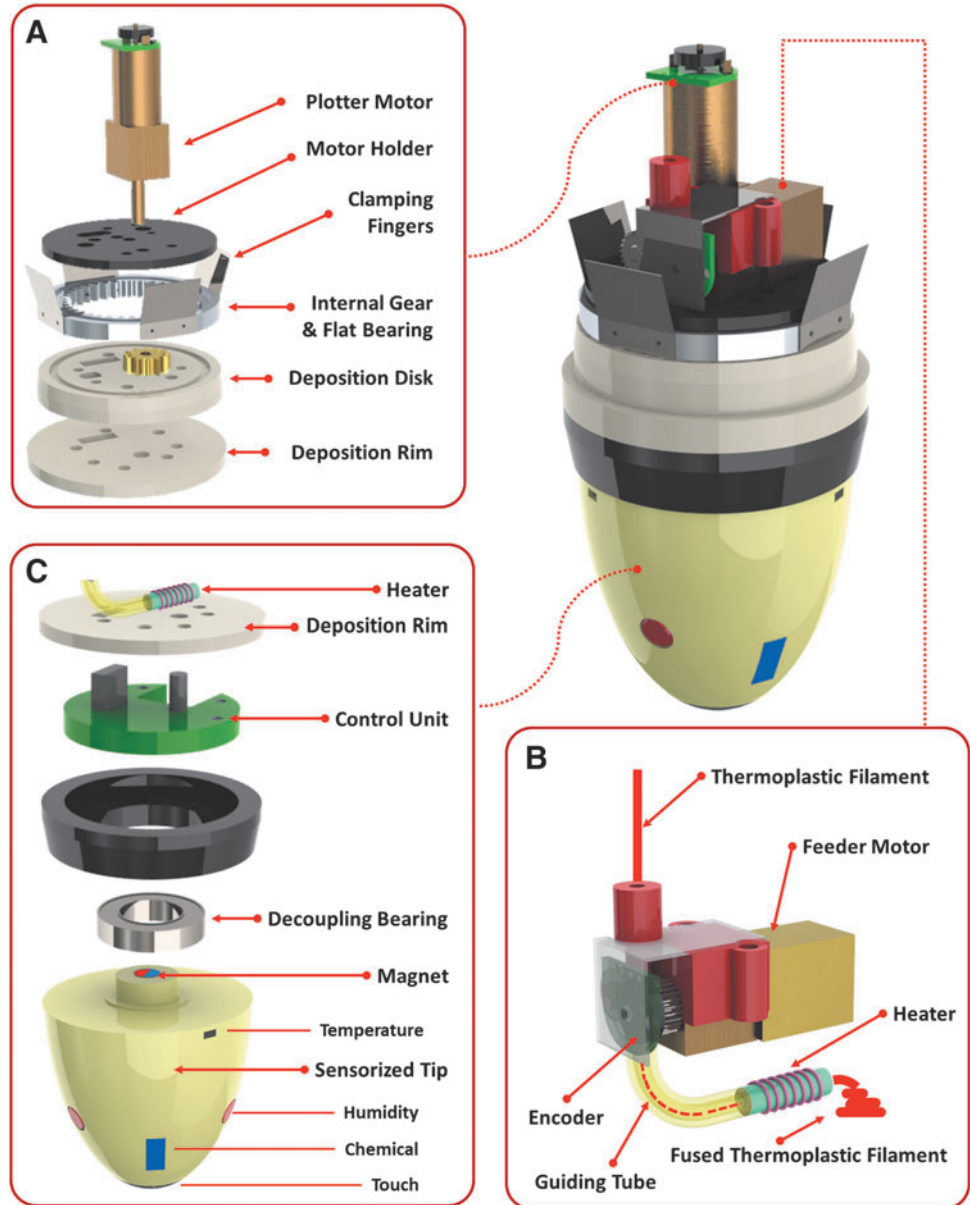 A
Plotter Motor
Motor Holder
Clamping
Fingers
Internal Gear
& Flat Bearing
Deposition Disk
Deposition Rim
C
Heater
Deposition Rim
Control Unit
Decoupling Bearing
Magnet
Temperature
Sensorized Tip
Humidity
Chemical
Touch
B
Thermoplastic Filament
Feeder Motor
Heater
Encoder
Guiding Tube
Fused Thermoplastic Filament